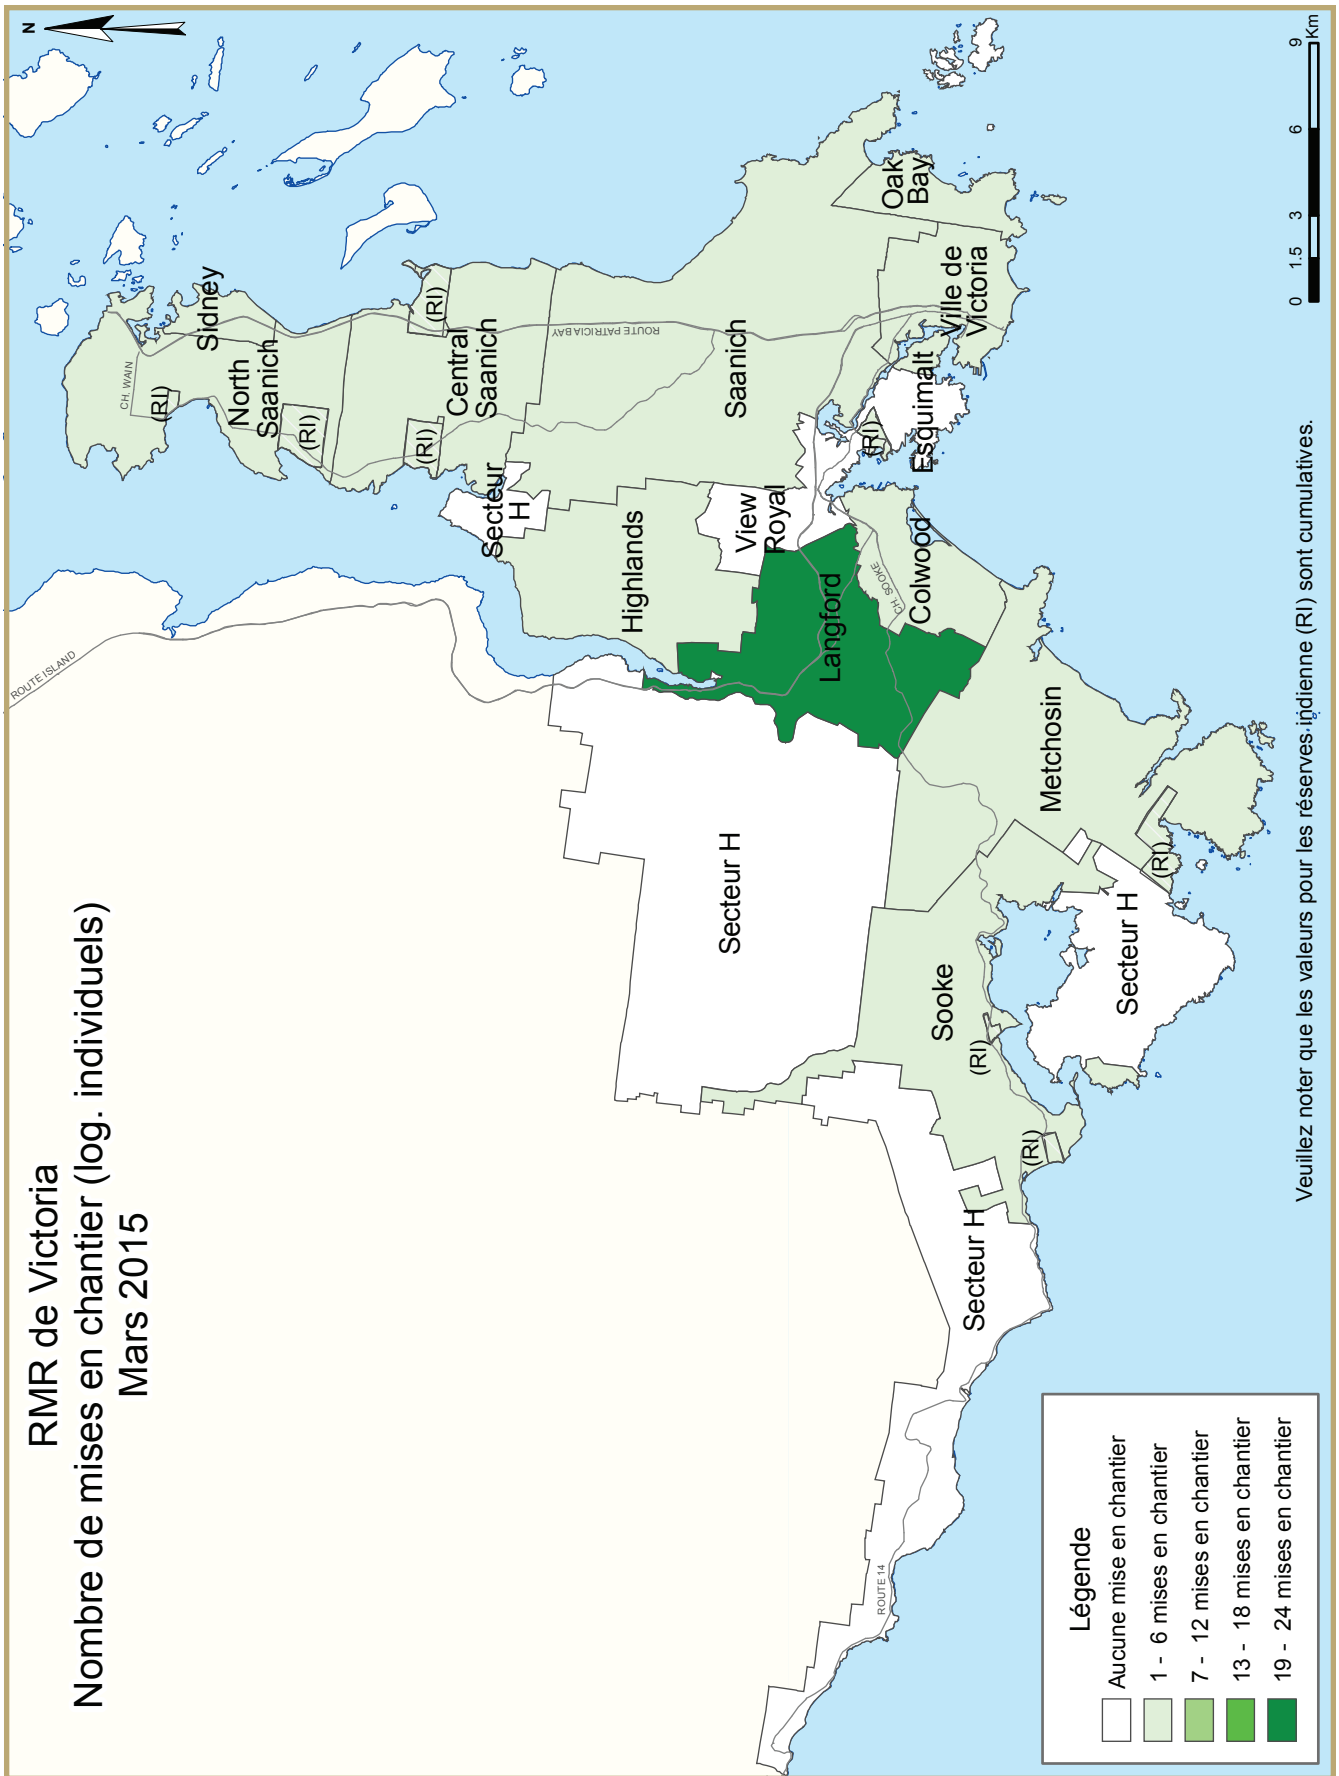 RMR de Victoria
Nombre de mises en chantier (log. individuels)
Mars 2015
N
ROUTE ISLAND
CH. WAIN
Sidney
(RI)
North
Saanich
(RI)
(RI)
Central
Saanich
(RI)
Secteur
H
ROUTE PATRICIA BAY
Saanich
Highlands
View
Royal
Oak
Bay
Ville de
Victoria
Esquimalt
(RI)
Langford
CH. SOOKE
Colwood
Secteur H
Metchosin
(RI)
Secteur H
Sooke
(RI)
(RI)
Secteur H
ROUTE 14
Légende
Aucune mise en chantier
1 - 6 mises en chantier
7 - 12 mises en chantier
13 - 18 mises en chantier
19 - 24 mises en chantier
Veuillez noter que les valeurs pour les réserves indienne (RI) sont cumulatives.
0 1.5 3 6 9
Km